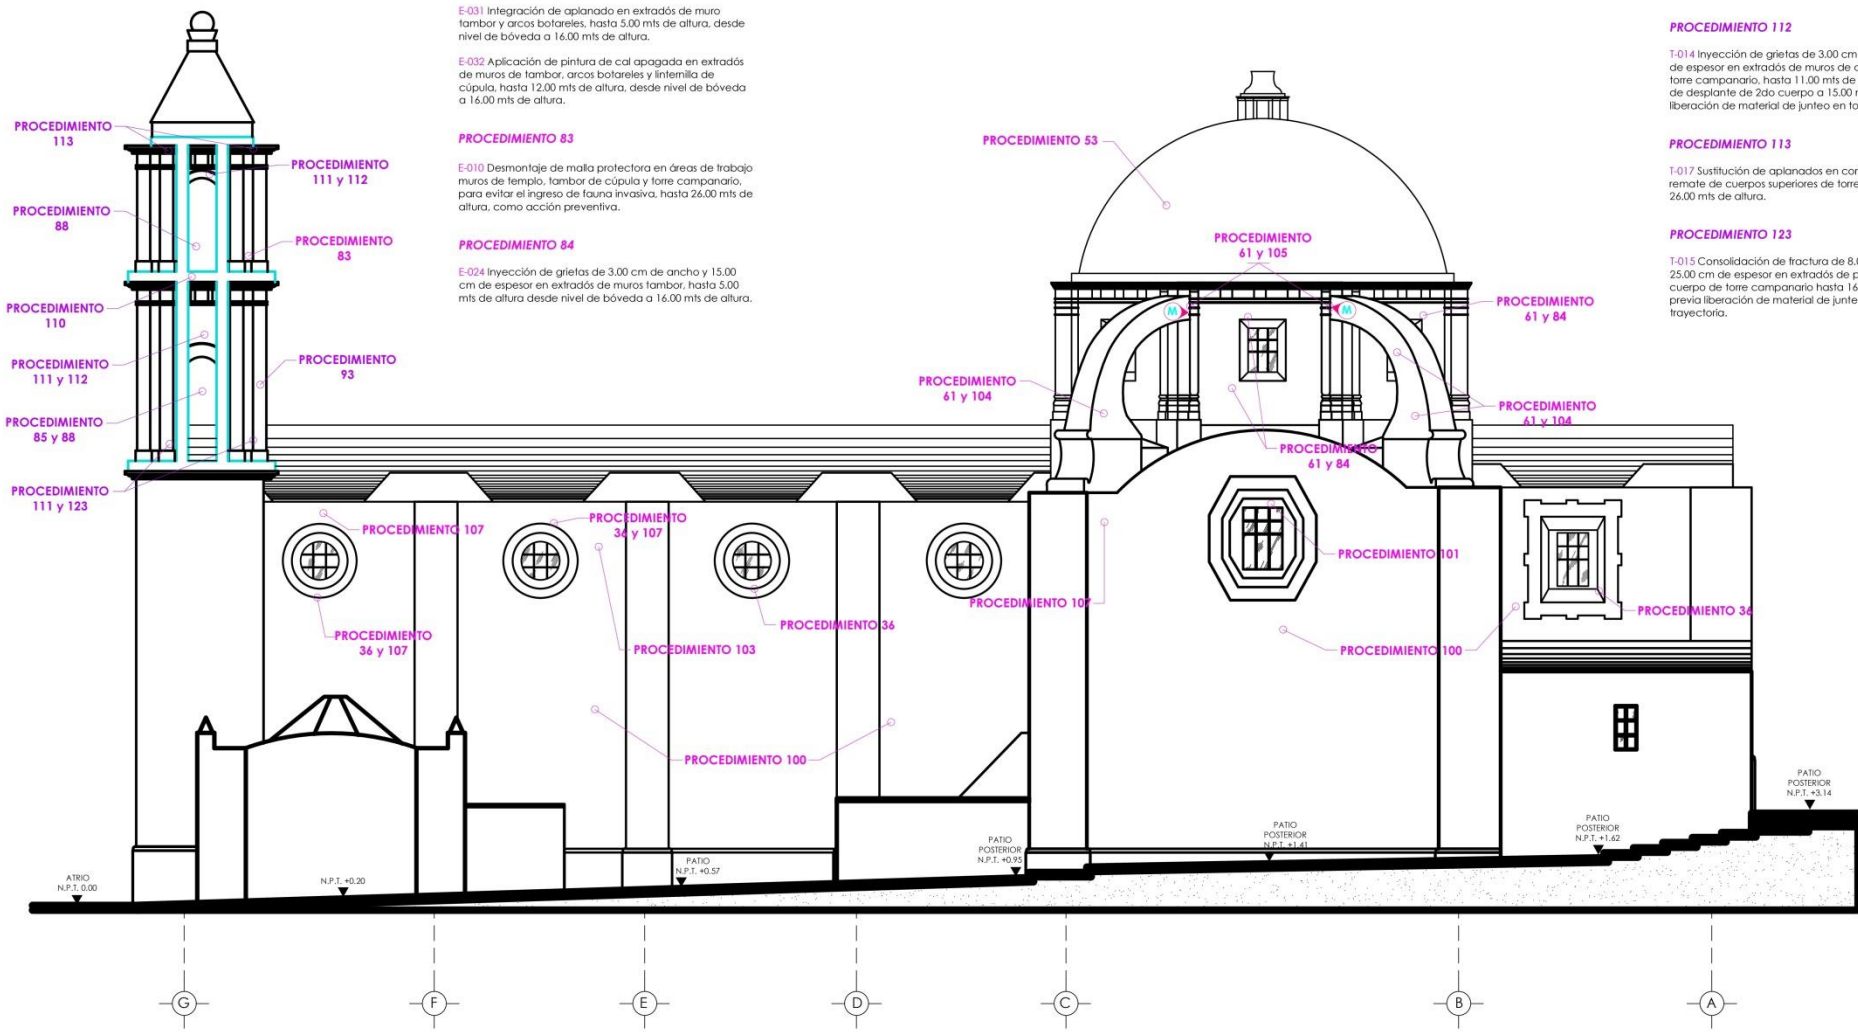 E-031 Integración de aplanado en extradós de muro
tambor y arcos botareles, hasta 5.00 mts de altura, desde
nivel de bóveda a 16.00 mts de altura.
E-032 Aplicación de pintura de cal apagada en extradós
de muros de tambor, arcos botareles y linternilla de
cúpula, hasta 12.00 mts de altura, desde nivel de bóveda
a 16.00 mts de altura.
PROCEDIMIENTO 83
E-010 Desmontaje de malla protectora en áreas de trabajo
muros de templo, tambor de cúpula y torre campanario,
para evitar el ingreso de fauna invasiva, hasta 26.00 mts de
altura, como acción preventiva.
PROCEDIMIENTO 84
E-024 Inyección de grietas de 3.00 cm de ancho y 15.00
cm de espesor en extradós de muros tambor, hasta 5.00
mts de altura desde nivel de bóveda a 16.00 mts de altura.
PROCEDIMIENTO 112
T-014 Inyección de grietas de 3.00 cm
de espesor en extradós de muros de
torre campanario, hasta 11.00 mts de
de desplante de 2do cuerpo a 15.00
liberación de material de junteo en
PROCEDIMIENTO 113
T-017 Sustitución de aplanados en
remate de cuerpos superiores de torre
26.00 mts de altura.
PROCEDIMIENTO 123
T-015 Consolidación de fractura de
25.00 cm de espesor en extradós de
cuerpo de torre campanario hasta 16
previa liberación de material de
trayectoria.
PROCEDIMIENTO
113
PROCEDIMIENTO
111 y 112
PROCEDIMIENTO
88
PROCEDIMIENTO
83
PROCEDIMIENTO
110
PROCEDIMIENTO
111 y 112
PROCEDIMIENTO
93
PROCEDIMIENTO
85 y 88
PROCEDIMIENTO
111 y 123
PROCEDIMIENTO 53
PROCEDIMIENTO
61 y 105
M
M
PROCEDIMIENTO
61 y 84
PROCEDIMIENTO
61 y 104
PROCEDIMIENTO
61 y 104
PROCEDIMIENTO
61 y 84
PROCEDIMIENTO 107
PROCEDIMIENTO
36 y 107
PROCEDIMIENTO 101
PROCEDIMIENTO 107
PROCEDIMIENTO 36
PROCEDIMIENTO 36
PROCEDIMIENTO
36 y 107
PROCEDIMIENTO 103
PROCEDIMIENTO 100
PROCEDIMIENTO 100
ATRIO
N.P.T. 0.00
N.P.T. +0.20
PATIO
N.P.T. +0.57
PATIO
POSTERIOR
N.P.T. +0.95
PATIO
POSTERIOR
N.P.T. +1.41
PATIO
POSTERIOR
N.P.T. +1.62
PATIO
POSTERIOR
N.P.T. +3.14
G
F
E
D
C
B
A